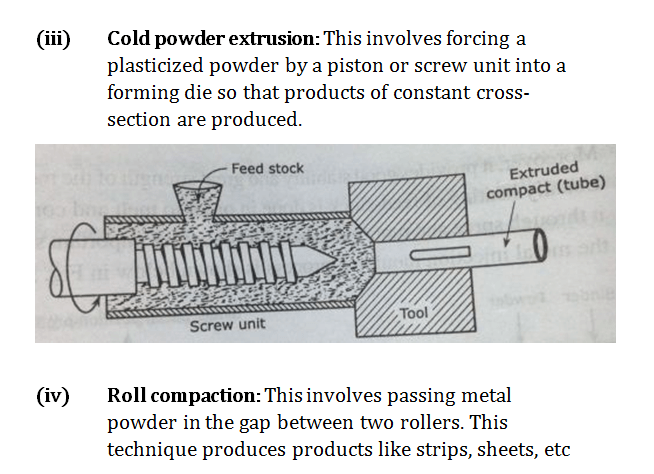 (iii) Cold powder extrusion: This involves forcing a
plasticized powder by a piston or screw unit into a
forming die so that products of constant cross-
section are produced.
Feed stock
Extruded
compact (tube)
Tool
Screw unit
(iv) Roll compaction: This involves passing metal
powder in the gap between two rollers. This
technique produces products like strips, sheets, etc